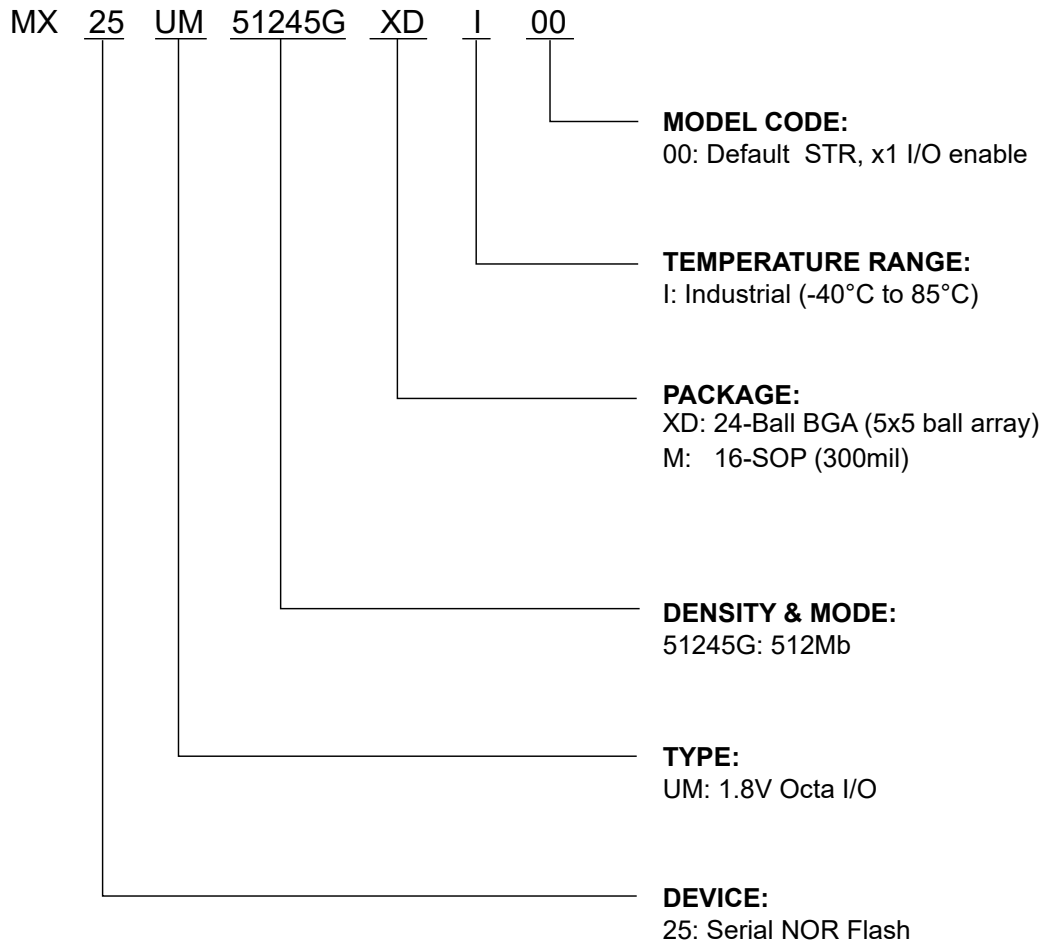 MX 25 UM 51245G XD I 00
MODEL CODE:
00: Default STR, x1 I/O enable
TEMPERATURE RANGE:
I: Industrial (-40°C to 85°C)
PACKAGE:
XD: 24-Ball BGA (5x5 ball array)
M: 16-SOP (300mil)
DENSITY & MODE:
51245G: 512Mb
TYPE:
UM: 1.8V Octa I/O
DEVICE:
25: Serial NOR Flash